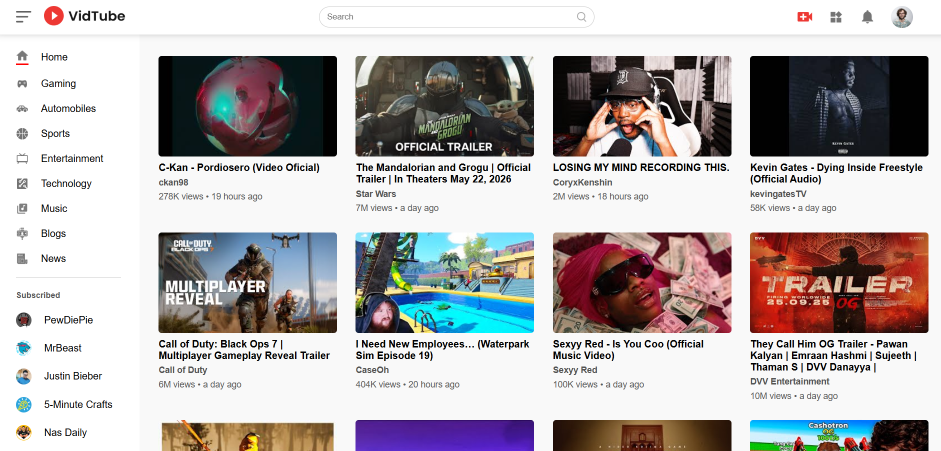 VidTube
Search
Home
Gaming
Automobiles
Sports
Entertainment
Technology
Music
Blogs
News
Subscribed
PewDiePie
MrBeast
Justin Bieber
5-Minute Crafts
Nas Daily
C-Kan - Pordiosero (Video Oficial)
ckan98
278K views • 19 hours ago
MANDALORIAN
GROGU
OFFICIAL TRAILER
The Mandalorian and Grogu | Official
Trailer | In Theaters May 22, 2026
Star Wars
7M views • a day ago
LOSING MY MIND RECORDING THIS.
CoryxKenshin
2M views • 18 hours ago
KEVIN GATES
Kevin Gates - Dying Inside Freestyle
(Official Audio)
kevingatesTV
58K views • a day ago
CALL OF DUTY
BLACK OPS 7
MULTIPLAYER
REVEAL
Call of Duty: Black Ops 7 |
Multiplayer Gameplay Reveal Trailer
Call of Duty
6M views • a day ago
I Need New Employees... (Waterpark
Sim Episode 19)
CaseOh
404K views • 20 hours ago
Sexyy Red - Is You Coo (Official
Music Video)
Sexyy Red
100K views • a day ago
DVV
TRAILER
FIRING WORLDWIDE
25.09.25
OG
They Call Him OG Trailer - Pawan
Kalyan | Emraan Hashmi | Sujeeth |
Thaman S | DVV Danayya |
DVV Entertainment
10M views • a day ago
A VIDEO GAME
Cashotron